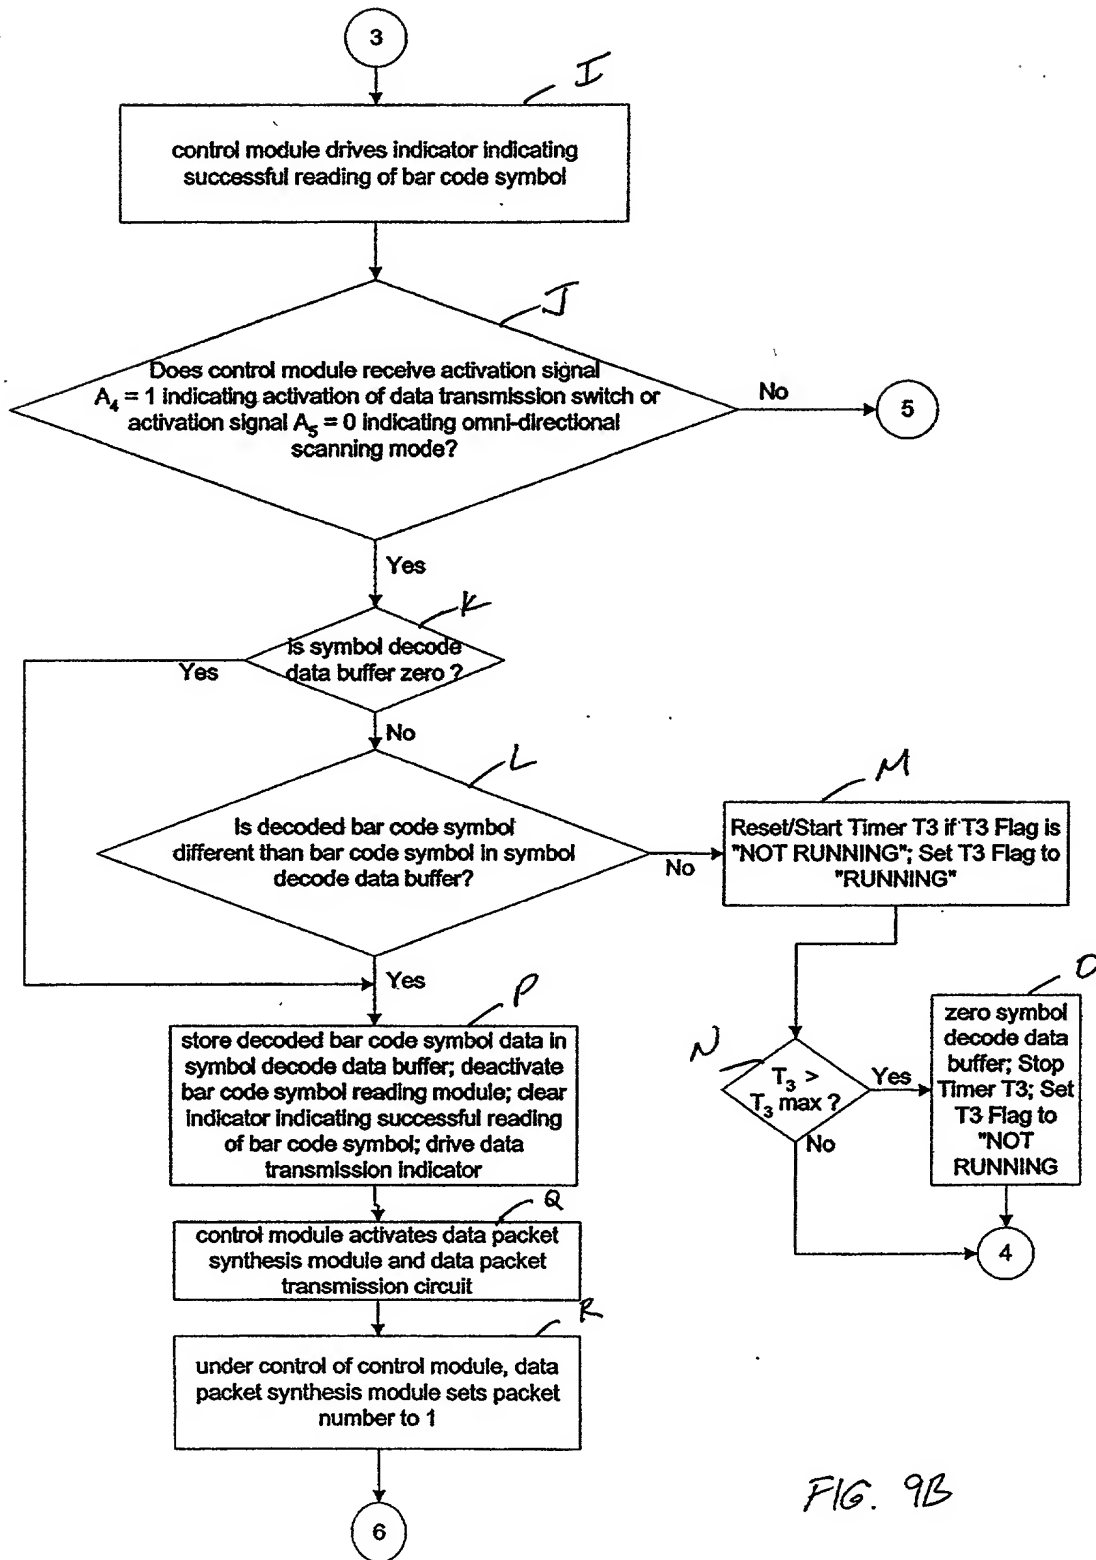 3
I
control module drives indicator indicating
successful reading of bar code symbol
J
Does control module receive activation signal
A4 = 1 indicating activation of data transmission switch or
activation signal A5 = 0 indicating omni-directional
scanning mode?
No
5
Yes
K
Is symbol decode
data buffer zero ?
Yes
No
L
Is decoded bar code symbol
different than bar code symbol in symbol
decode data buffer?
No
M
Reset/Start Timer T3 if T3 Flag is
"NOT RUNNING"; Set T3 Flag to
"RUNNING"
Yes
N
T3 >
T3 max ?
Yes
No
O
zero symbol
decode data
buffer; Stop
Timer T3; Set
T3 Flag to
"NOT
RUNNING
4
P
store decoded bar code symbol data in
symbol decode data buffer; deactivate
bar code symbol reading module; clear
indicator indicating successful reading
of bar code symbol; drive data
transmission indicator
Q
control module activates data packet
synthesis module and data packet
transmission circuit
R
under control of control module, data
packet synthesis module sets packet
number to 1
6
FIG. 9B